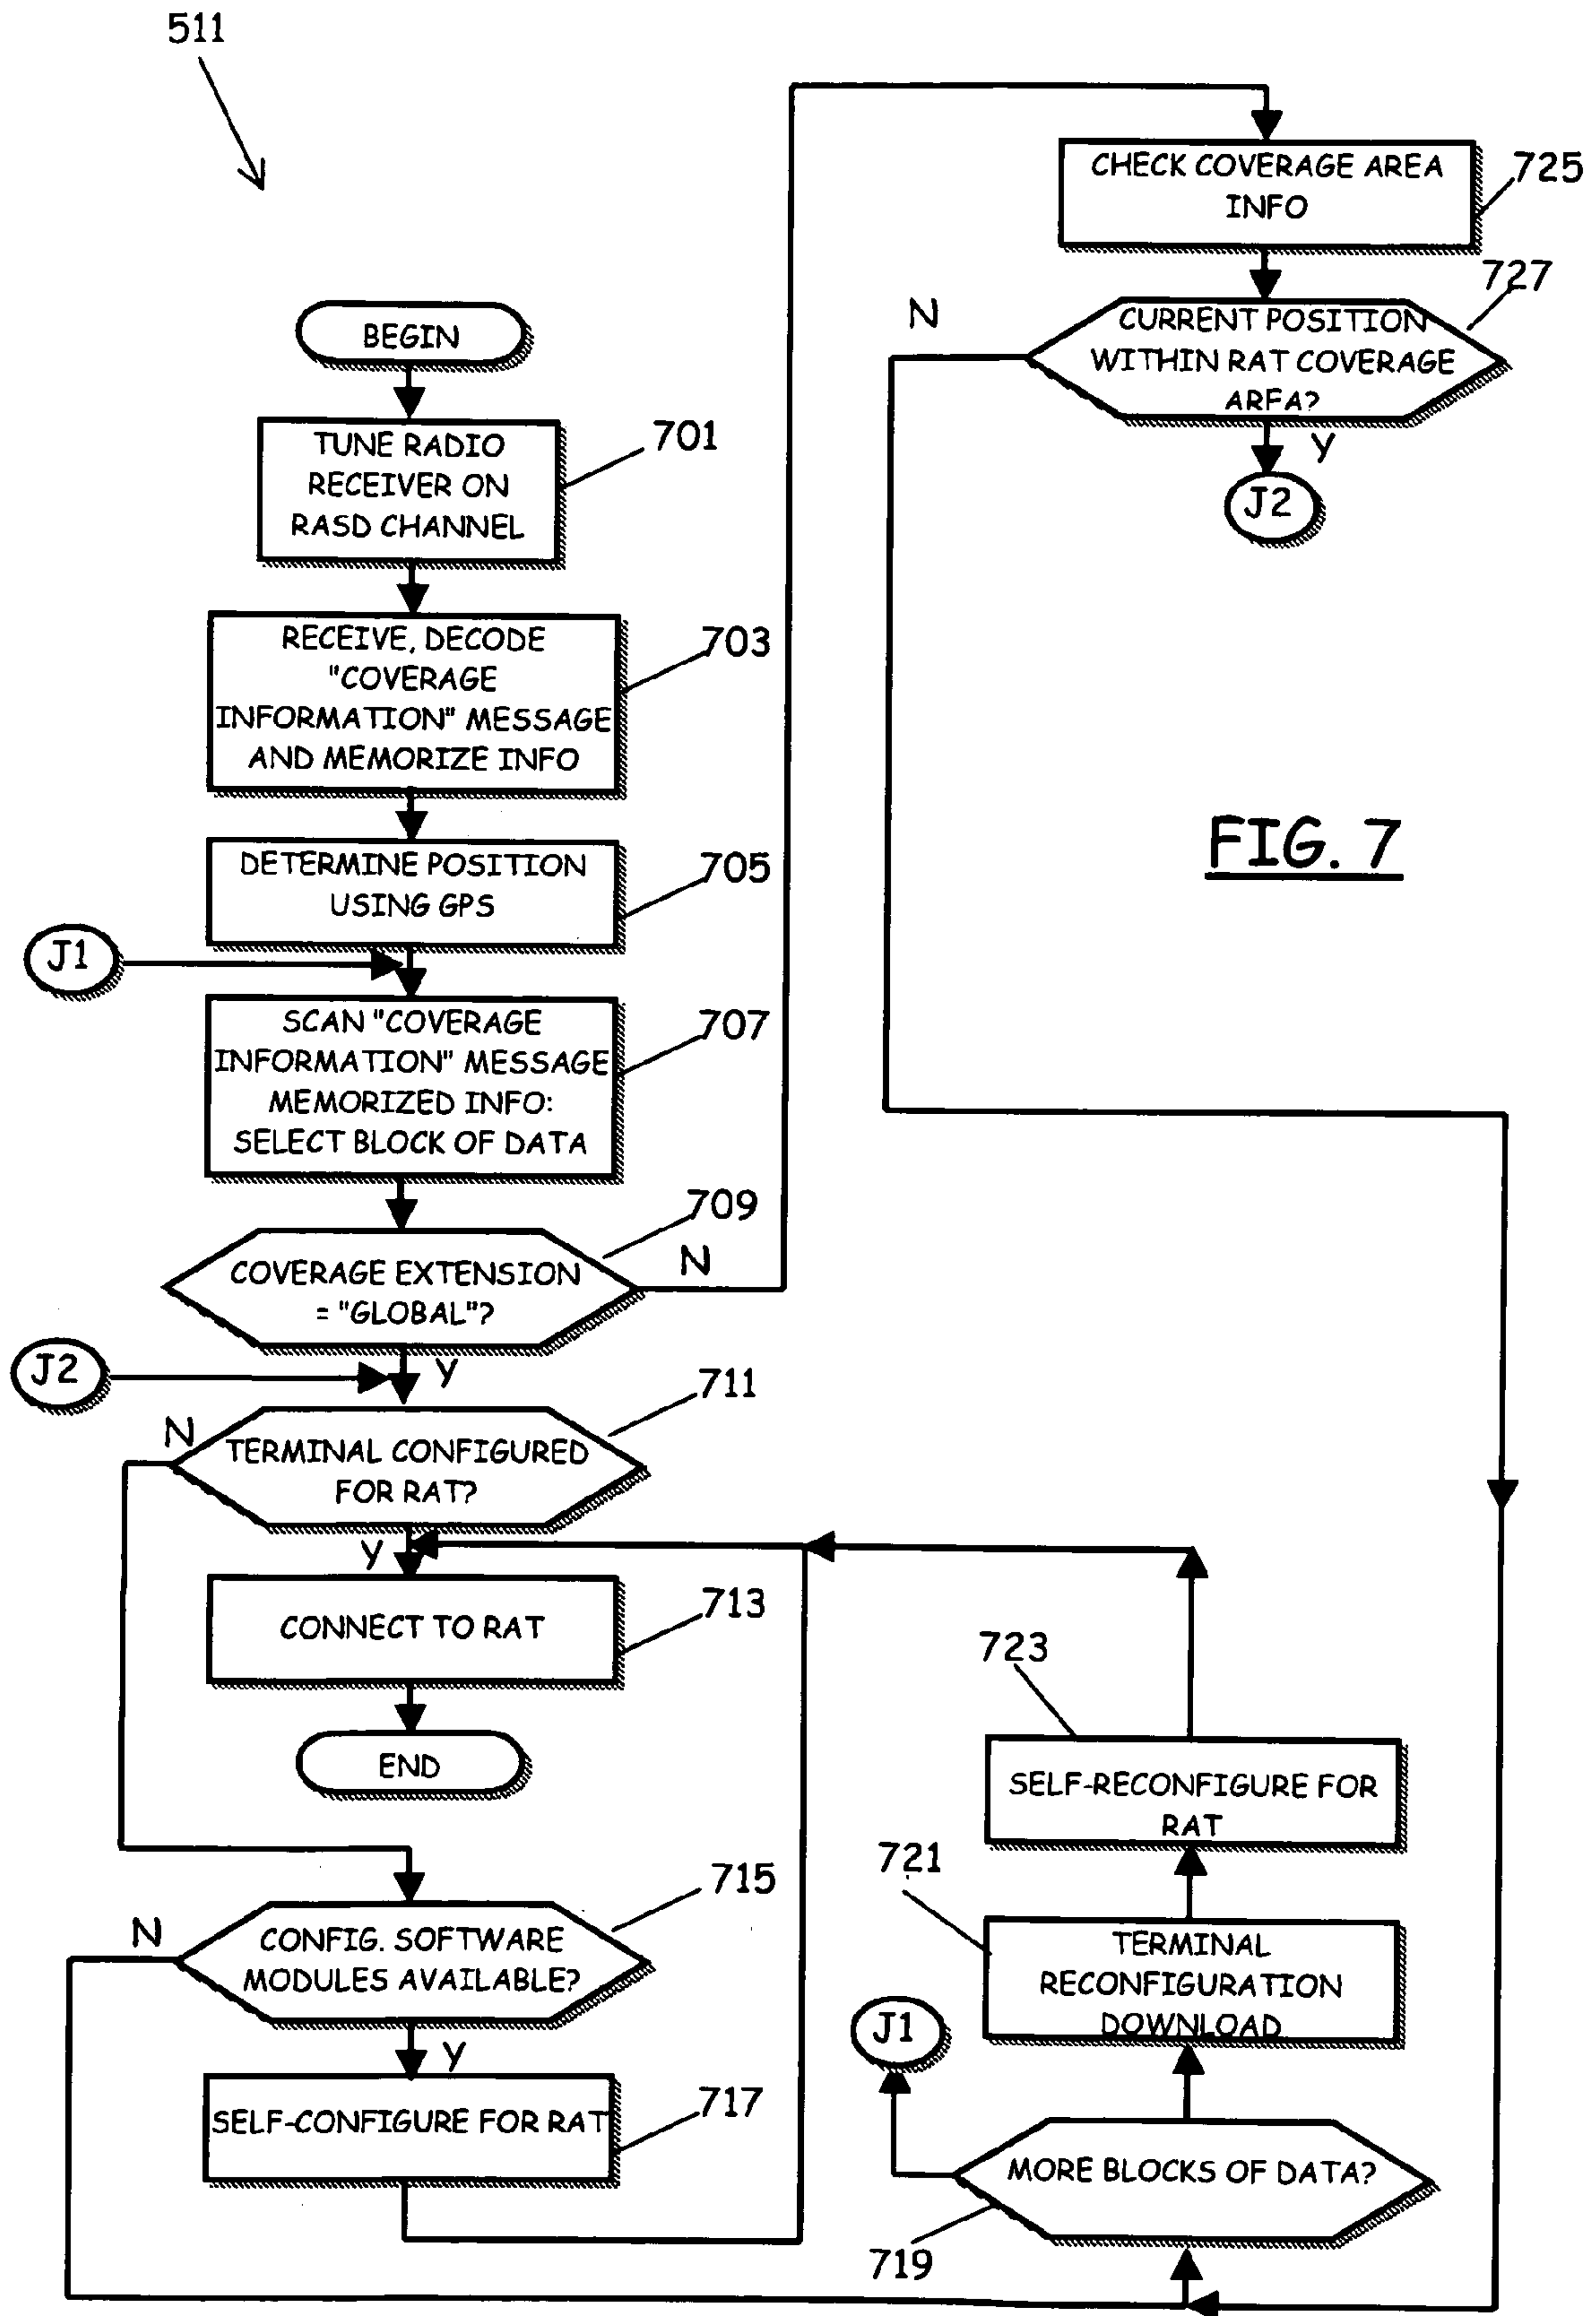 511
BEGIN
TUNE RADIO
RECEIVER ON
RASD CHANNEL
701
RECEIVE, DECODE
"COVERAGE
INFORMATION" MESSAGE
AND MEMORIZE INFO
703
DETERMINE POSITION
USING GPS
705
J1
SCAN "COVERAGE
INFORMATION" MESSAGE
MEMORIZED INFO:
SELECT BLOCK OF DATA
707
COVERAGE EXTENSION
= "GLOBAL"?
709
N
Y
J2
TERMINAL CONFIGURED
FOR RAT?
711
N
Y
CONNECT TO RAT
713
END
CONFIG. SOFTWARE
MODULES AVAILABLE?
715
N
Y
SELF-CONFIGURE FOR RAT
717
CHECK COVERAGE AREA
INFO
725
CURRENT POSITION
WITHIN RAT COVERAGE
ARFA?
727
N
Y
J2
FIG. 7
723
SELF-RECONFIGURE FOR
RAT
721
TERMINAL
RECONFIGURATION
DOWNLOAD
J1
MORE BLOCKS OF DATA?
719